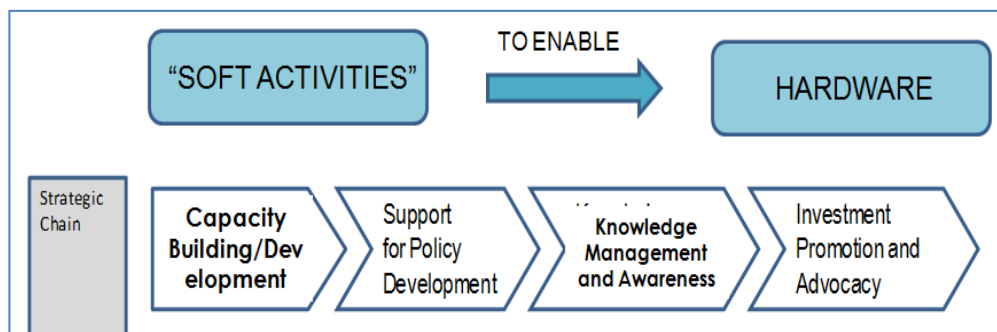 TO ENABLE
“SOFT ACTIVITIES”
HARDWARE
Strategic
Chain
Capacity
Building/Dev
elopment
Support
for Policy
Development
Knowledge
Management
and Awareness
Investment
Promotion and
Advocacy